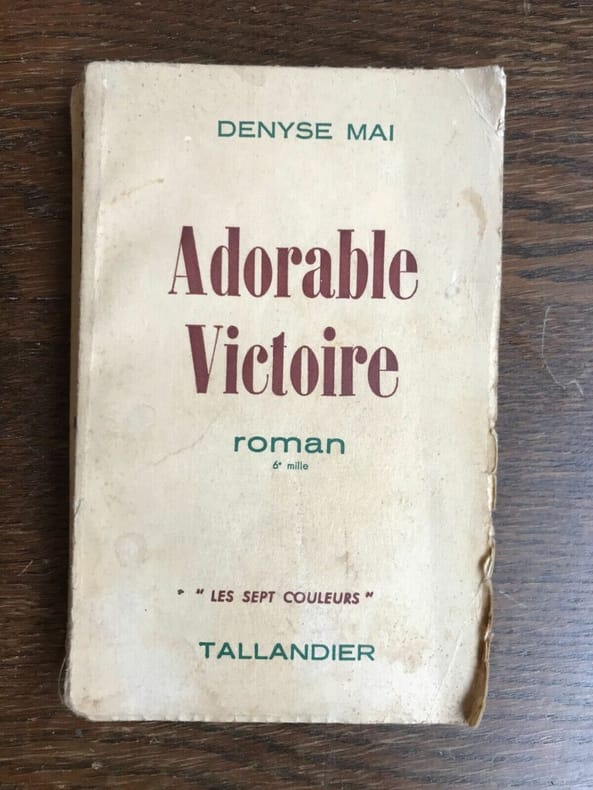 DENYSE MAI
Adorable
Victoire
roman
6e mille
* " LES SEPT COULEURS "
TALLANDIER